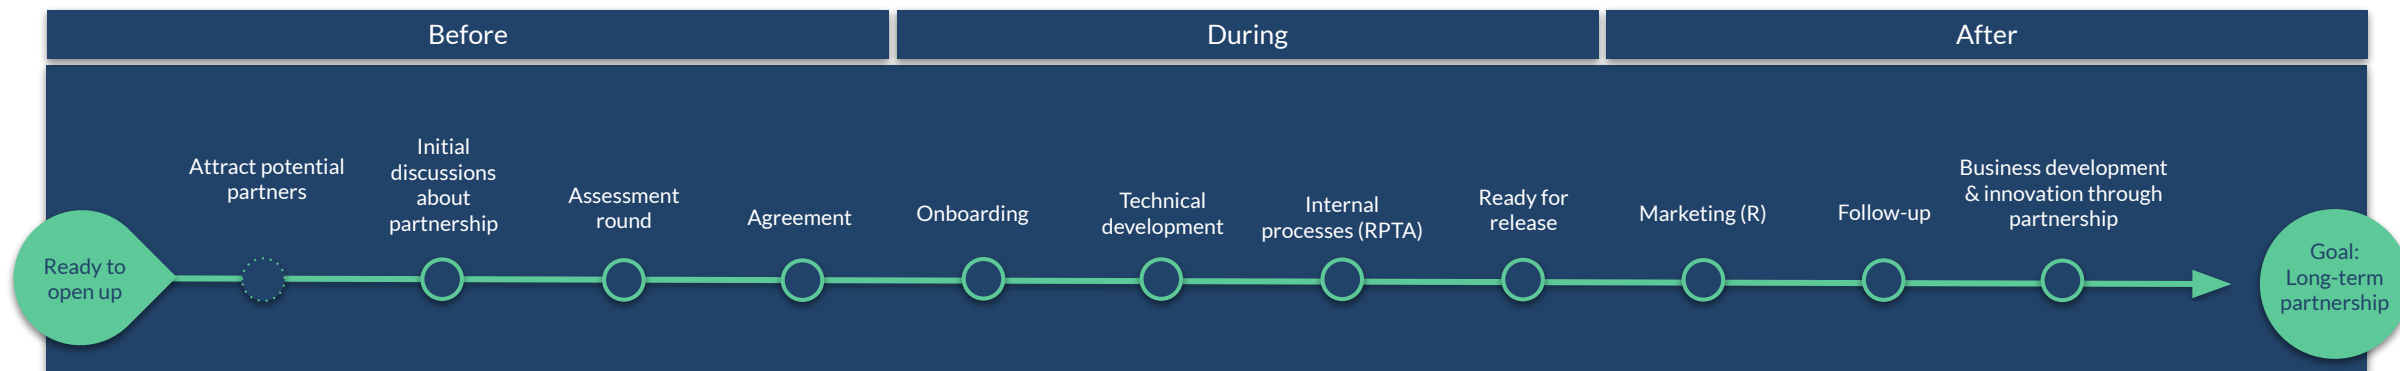 Before
During
After
Ready to
open up
Attract potential
partners
Initial
discussions
about
partnership
Assessment
round
Agreement
Onboarding
Technical
development
Internal
processes (RPTA)
Ready for
release
Marketing (R)
Follow-up
Business development
& innovation through
partnership
Goal:
Long-term
partnership